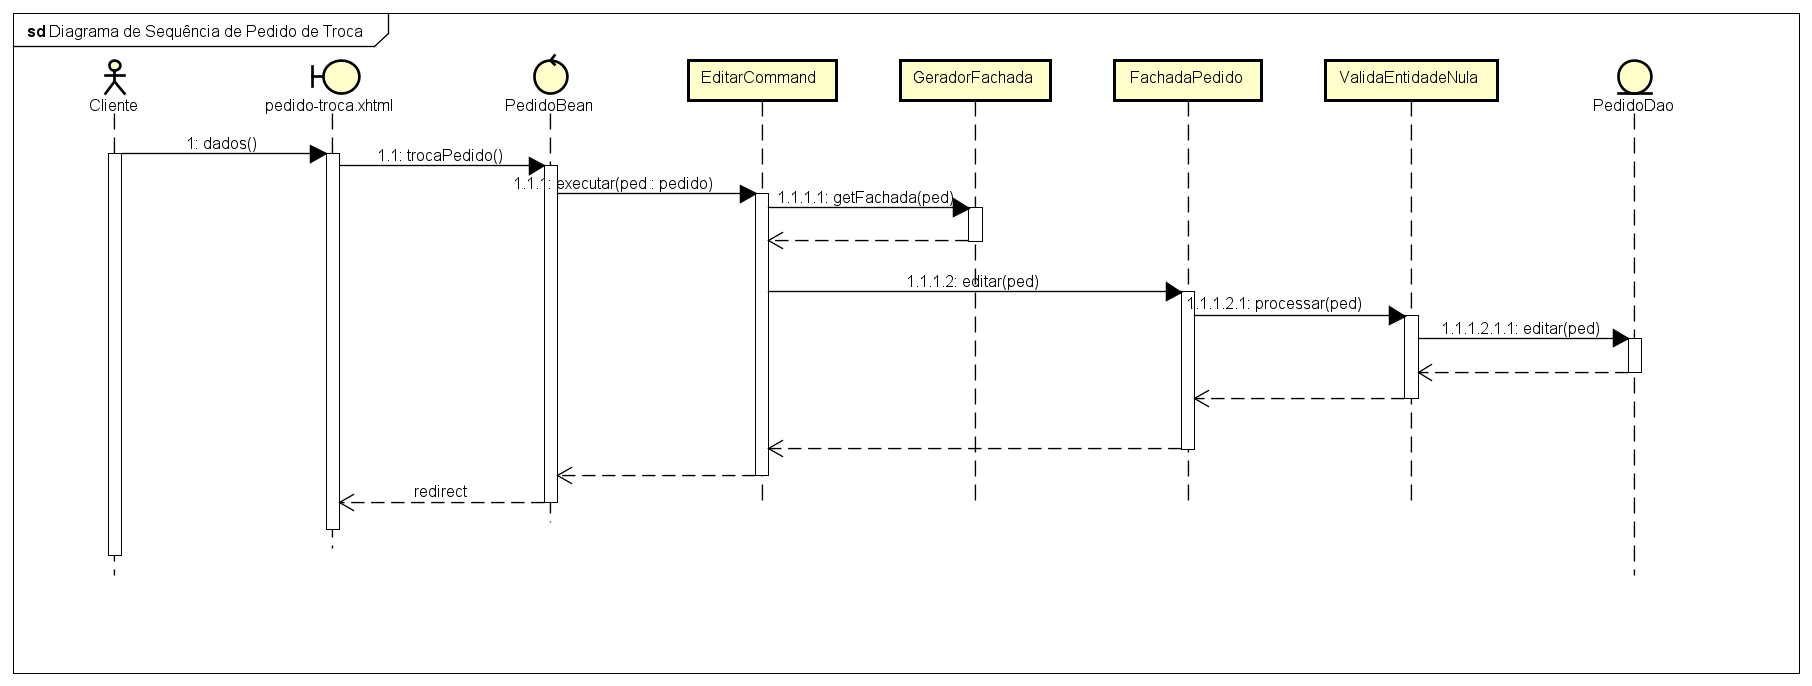 sd Diagrama de Sequência de Pedido de Troca
Cliente
pedido-troca.xhtml
PedidoBean
EditarCommand
GeradorFachada
FachadaPedido
ValidaEntidadeNula
PedidoDao
1: dados()
1.1: trocaPedido()
1.1.1: executar(ped : pedido)
1.1.1.1: getFachada(ped)
1.1.1.2: editar(ped)
1.1.1.2.1: processar(ped)
1.1.1.2.1.1: editar(ped)
redirect